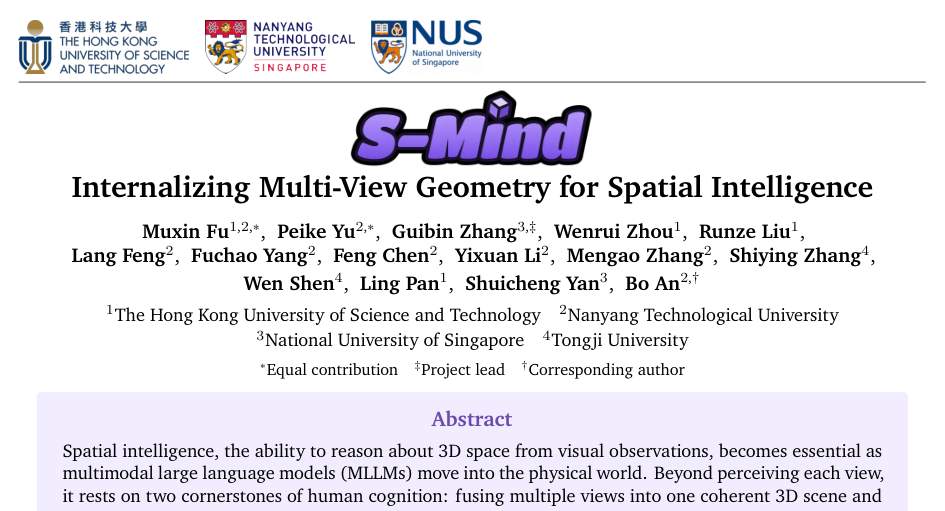 香港科技大學
THE HONG KONG
UNIVERSITY OF SCIENCE
AND TECHNOLOGY
NANYANG
TECHNOLOGICAL
UNIVERSITY
SINGAPORE
NUS
National University
of Singapore
S-Mind
Internalizing Multi-View Geometry for Spatial Intelligence
Muxin Fu1,2,*, Peike Yu2,*, Guibin Zhang3,‡, Wenrui Zhou1, Runze Liu1,
Lang Feng2, Fuchao Yang2, Feng Chen2, Yixuan Li2, Mengao Zhang2, Shiying Zhang4,
Wen Shen4, Ling Pan1, Shuicheng Yan3, Bo An2,†
1The Hong Kong University of Science and Technology 2Nanyang Technological University
3National University of Singapore 4Tongji University
*Equal contribution ‡Project lead †Corresponding author
Abstract
Spatial intelligence, the ability to reason about 3D space from visual observations, becomes essential as
multimodal large language models (MLLMs) move into the physical world. Beyond perceiving each view,
it rests on two cornerstones of human cognition: fusing multiple views into one coherent 3D scene and